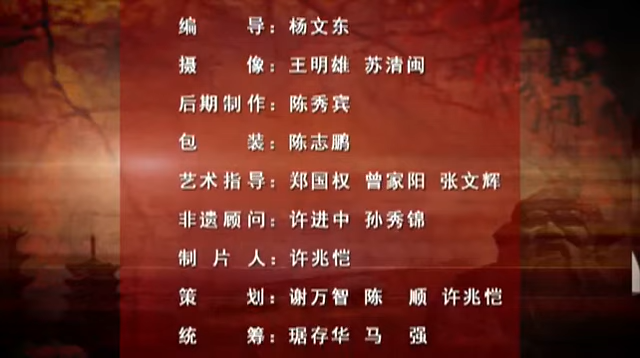 编 导：杨文东
摄 像：王明雄 苏清闽
后期制作：陈秀宾
包 装：陈志鹏
艺术指导：郑国权 曾家阳 张文辉
非遗顾问：许进中 孙秀锦
制 片 人：许兆恺
策 划：谢万智 陈 顺 许兆恺
统 筹：琚存华 马 强